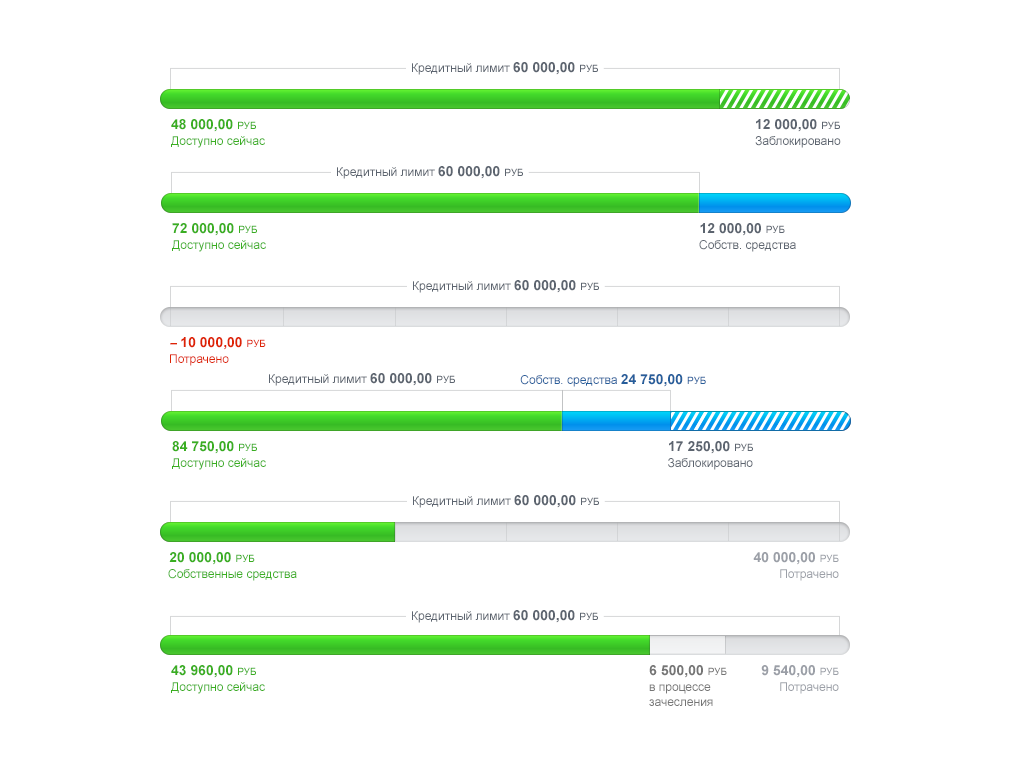 Кредитный лимит 60 000,00 РУБ
48 000,00 РУБ
Доступно сейчас
12 000,00 РУБ
Заблокировано
Кредитный лимит 60 000,00 РУБ
72 000,00 РУБ
Доступно сейчас
12 000,00 РУБ
Собств. средства
Кредитный лимит 60 000,00 РУБ
– 10 000,00 РУБ
Потрачено
Кредитный лимит 60 000,00 РУБ
Собств. средства 24 750,00 РУБ
84 750,00 РУБ
Доступно сейчас
17 250,00 РУБ
Заблокировано
Кредитный лимит 60 000,00 РУБ
20 000,00 РУБ
Собственные средства
40 000,00 РУБ
Потрачено
Кредитный лимит 60 000,00 РУБ
43 960,00 РУБ
Доступно сейчас
6 500,00 РУБ
в процессе
зачесления
9 540,00 РУБ
Потрачено